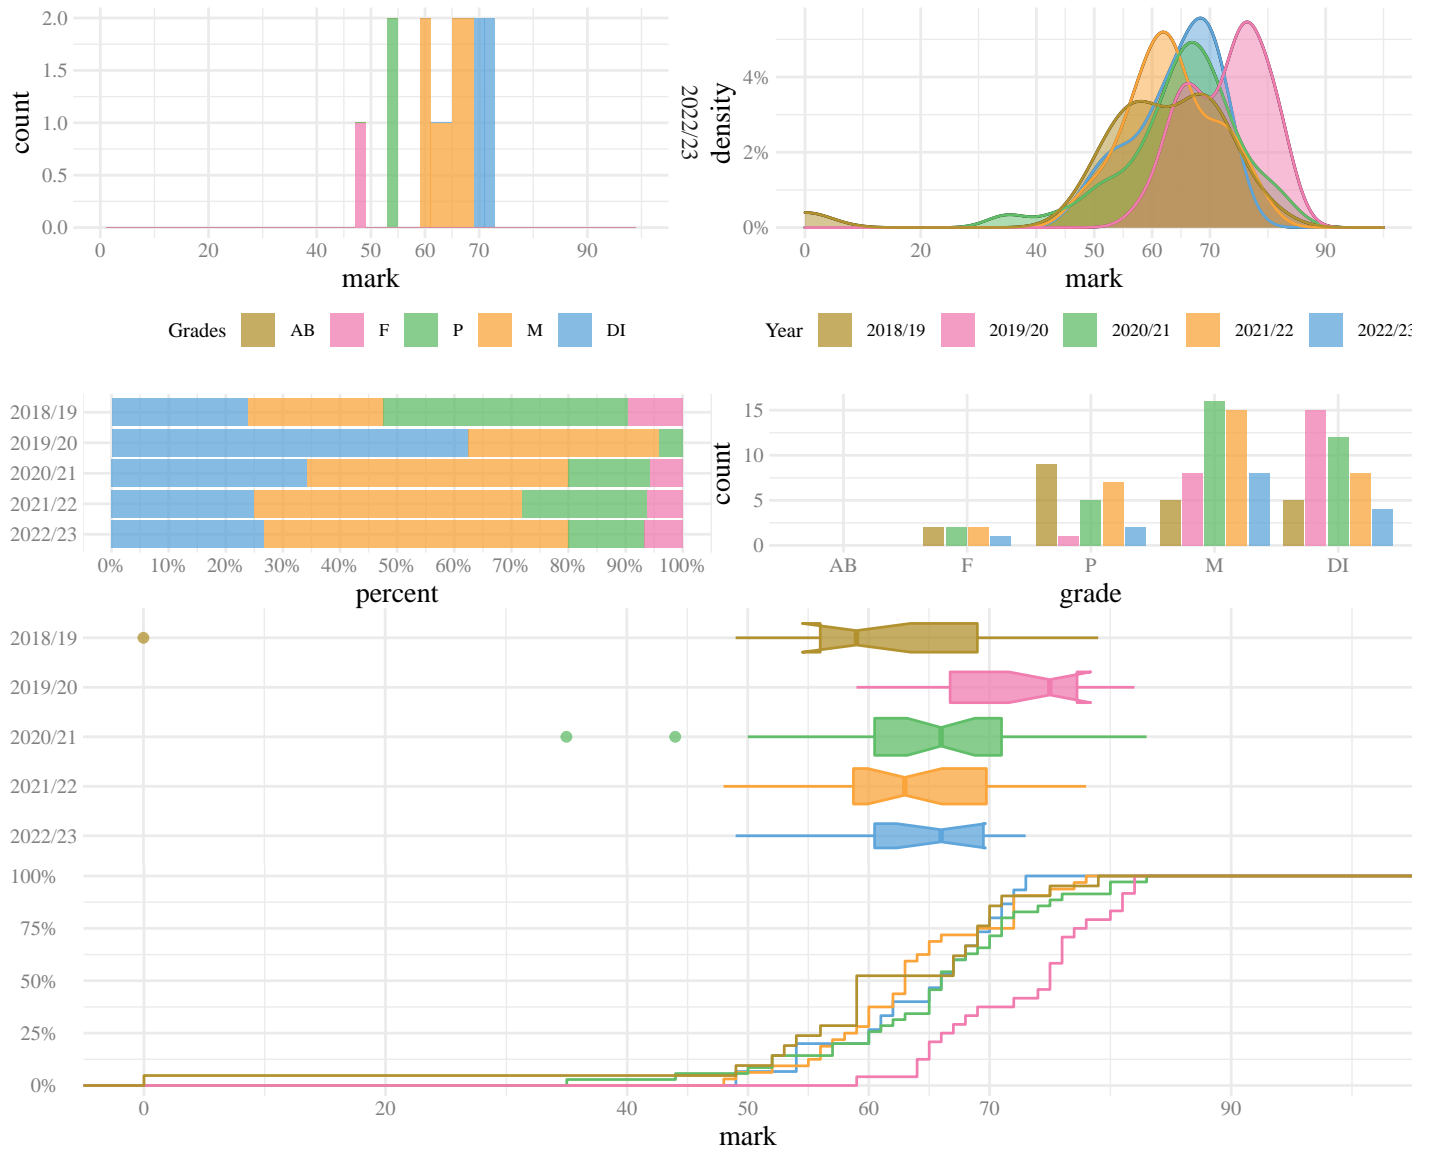 2.0
1.5
1.0
0.5
0.0
count
0 20 40 50 60 70 90
mark
2022/23
4%
2%
0%
density
0 20 40 50 60 70 90
mark
Grades AB F P M DI
Year 2018/19 2019/20 2020/21 2021/22 2022/23
2018/19
2019/20
2020/21
2021/22
2022/23
0% 10% 20% 30% 40% 50% 60% 70% 80% 90% 100%
percent
15
10
5
0
count
AB F P M DI
grade
2018/19
2019/20
2020/21
2021/22
2022/23
100%
75%
50%
25%
0%
0 20 40 50 60 70 90
mark